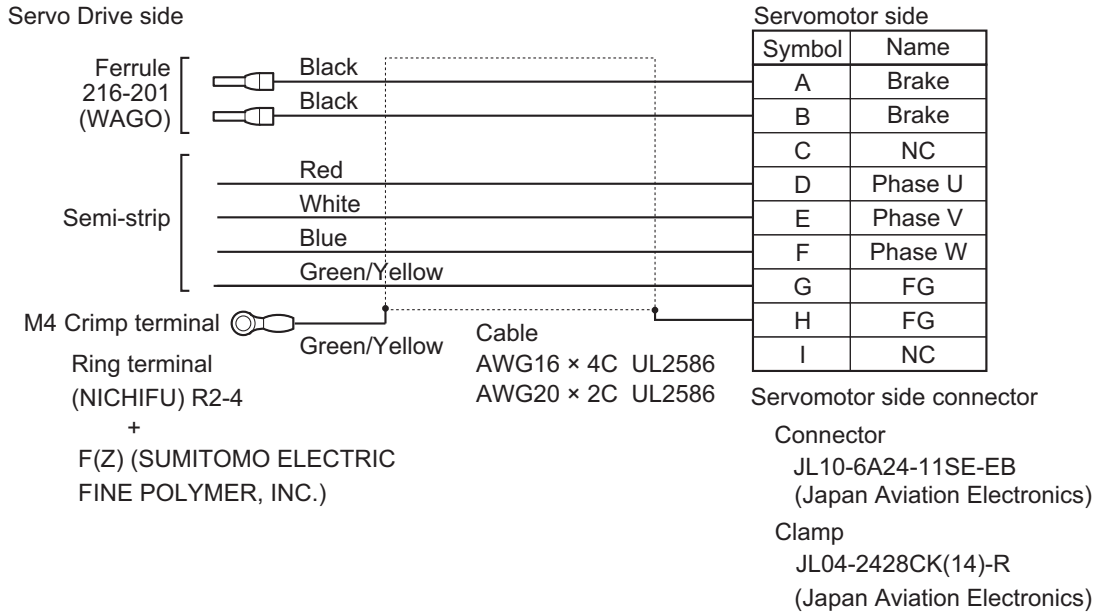 Servo Drive side
Servomotor side
Symbol Name
Ferrule
216-201
(WAGO)
Black
A Brake
Black
B Brake
C NC
Semi-strip
Red
D Phase U
White
E Phase V
Blue
F Phase W
Green/Yellow
G FG
M4 Crimp terminal
Green/Yellow
H FG
I NC
Ring terminal
(NICHIFU) R2-4
+
F(Z) (SUMITOMO ELECTRIC
FINE POLYMER, INC.)
Cable
AWG16 × 4C UL2586
AWG20 × 2C UL2586
Servomotor side connector
Connector
JL10-6A24-11SE-EB
(Japan Aviation Electronics)
Clamp
JL04-2428CK(14)-R
(Japan Aviation Electronics)